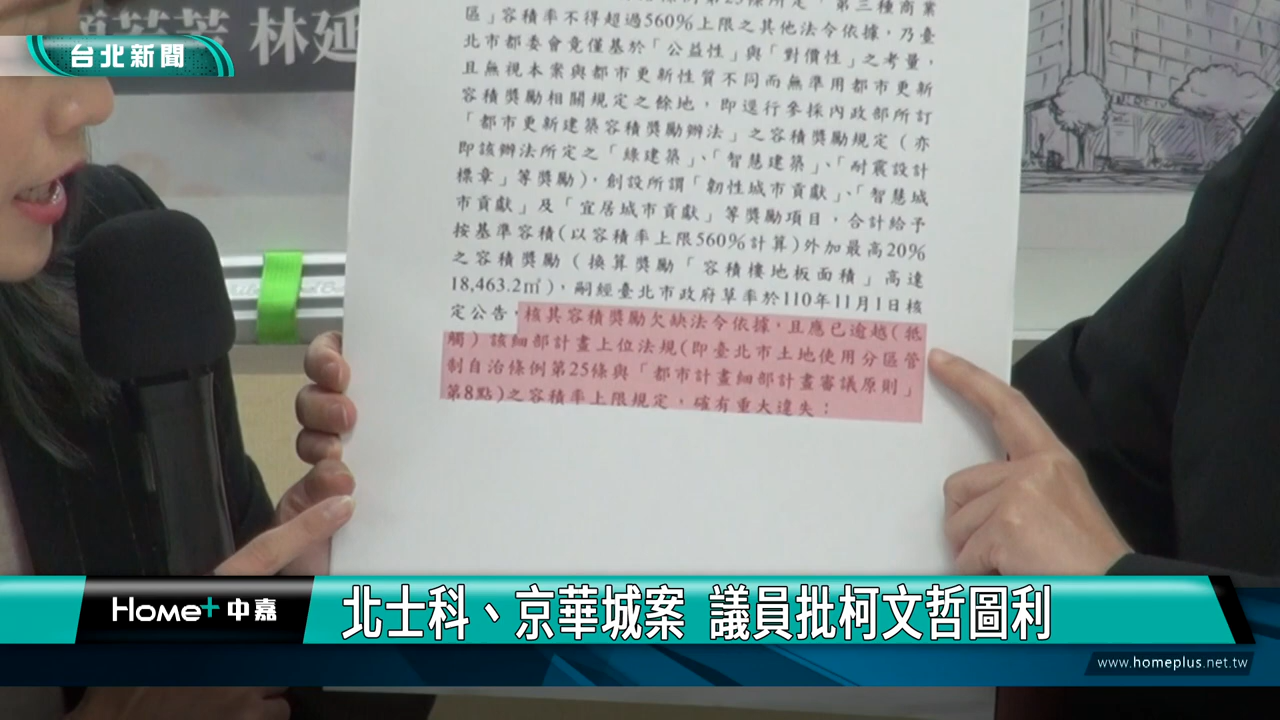 台北新聞
林延
區」容積率不得超過560%上限之其他法令依據，乃臺
北市都委會竟僅基於「公益性」與「對價性」之考量，
且無視本案與都市更新性質不同而無準用都市更新
容積獎勵相關規定之餘地，即逕行參採內政部所訂
「都市更新建築容積獎勵辦法」之容積獎勵規定（亦
即該辦法所定之「綠建築」、「智慧建築」、「耐震設計
標章」等獎勵)，創設所謂「韌性城市貢獻」、「智慧城
市貢獻」及「宜居城市貢獻」等獎勵項目，合計給予
按基準容積(以容積率上限560%計算)外加最高20%
之容積獎勵（換算獎勵「容積樓地板面積」高達
18,463.2㎡)，嗣經臺北市政府草率於110年11月1日核
定公告，核其容積獎勵欠缺法令依據，且應已逾越(抵
觸）該細部計畫上位法規(即臺北市土地使用分區管
制自治條例第25條與「都市計畫細部計畫審議原則」
第8點)之容積率上限規定，確有重大違失：
Home+中嘉
北士科、京華城案 議員批柯文哲圖利
www.homeplus.net.tw